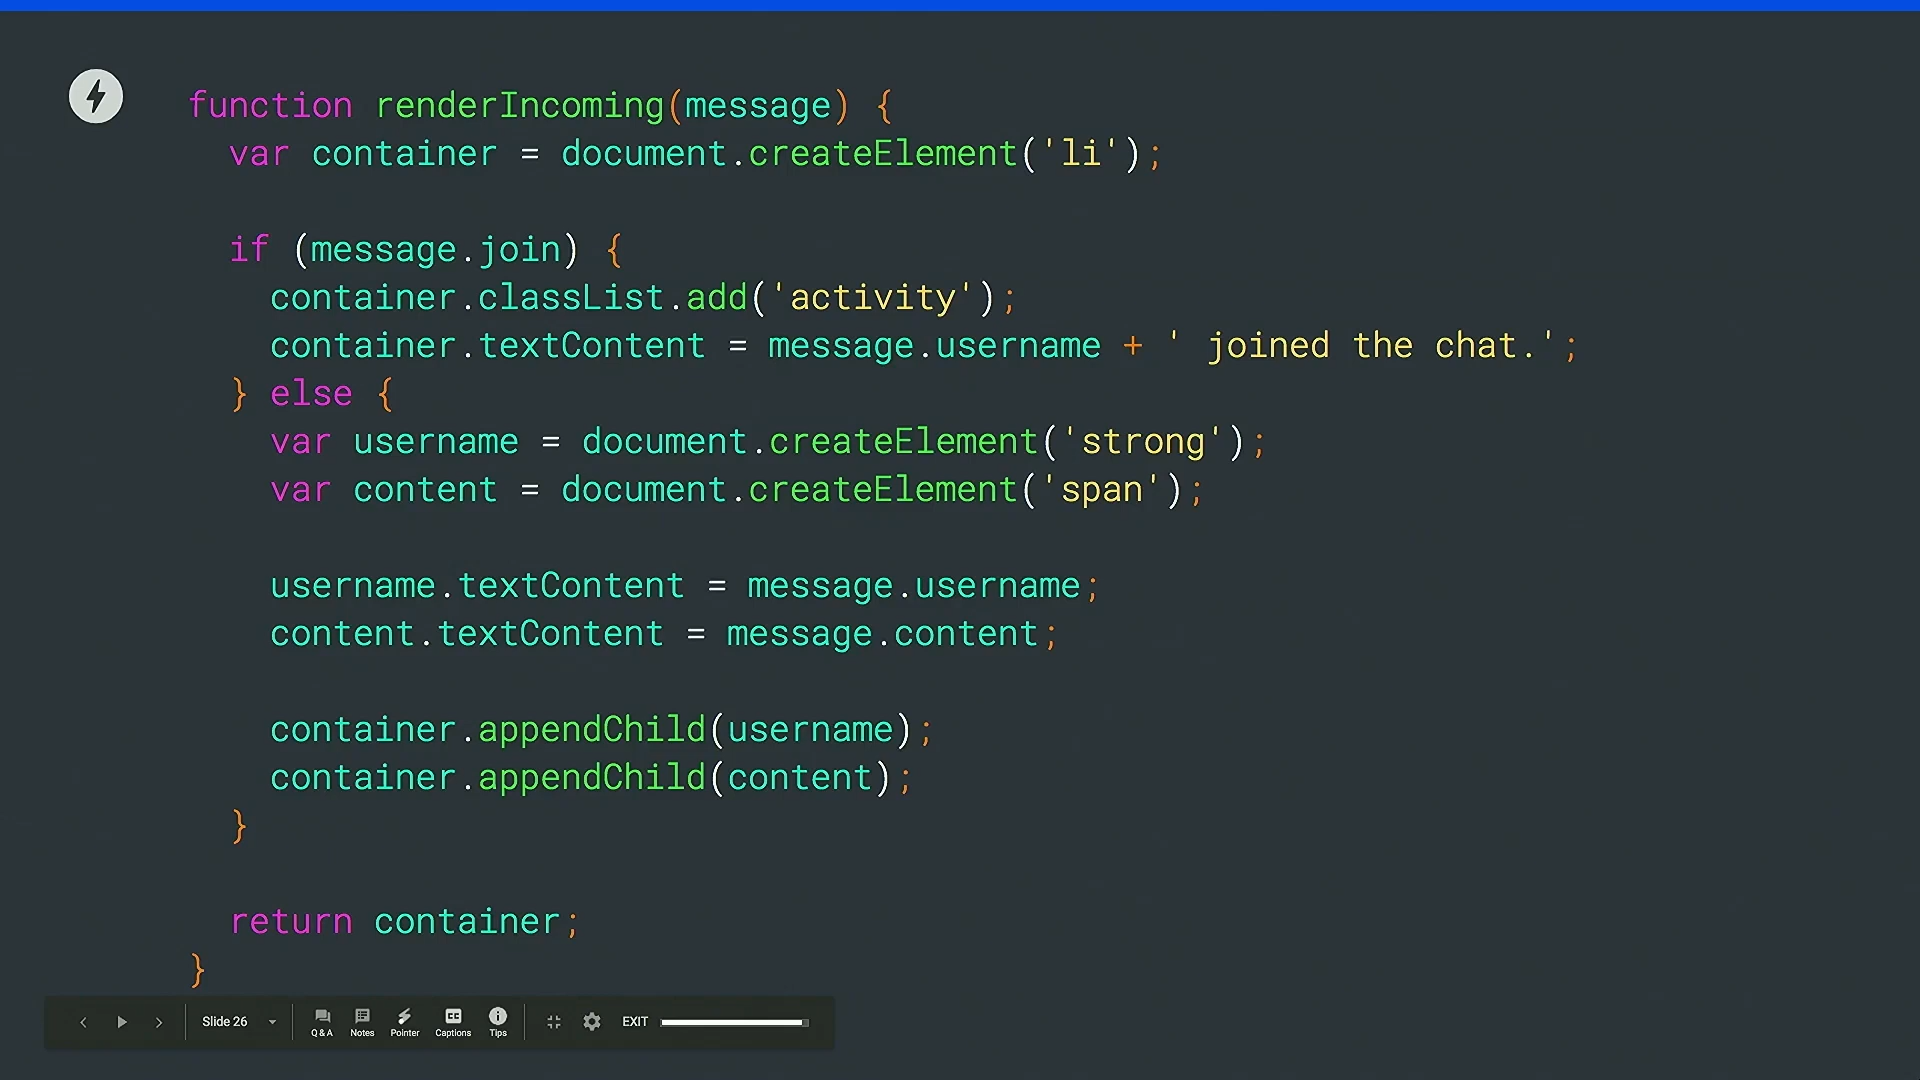 function renderIncoming(message) {
var container = document.createElement('li');
if (message.join) {
container.classList.add('activity');
container.textContent = message.username + ' joined the chat.';
} else {
var username = document.createElement('strong');
var content = document.createElement('span');
username.textContent = message.username;
content.textContent = message.content;
container.appendChild(username);
container.appendChild(content);
}
return container;
}
Slide 26
Q & A
Notes
Pointer
CC
Captions
Tips
EXIT